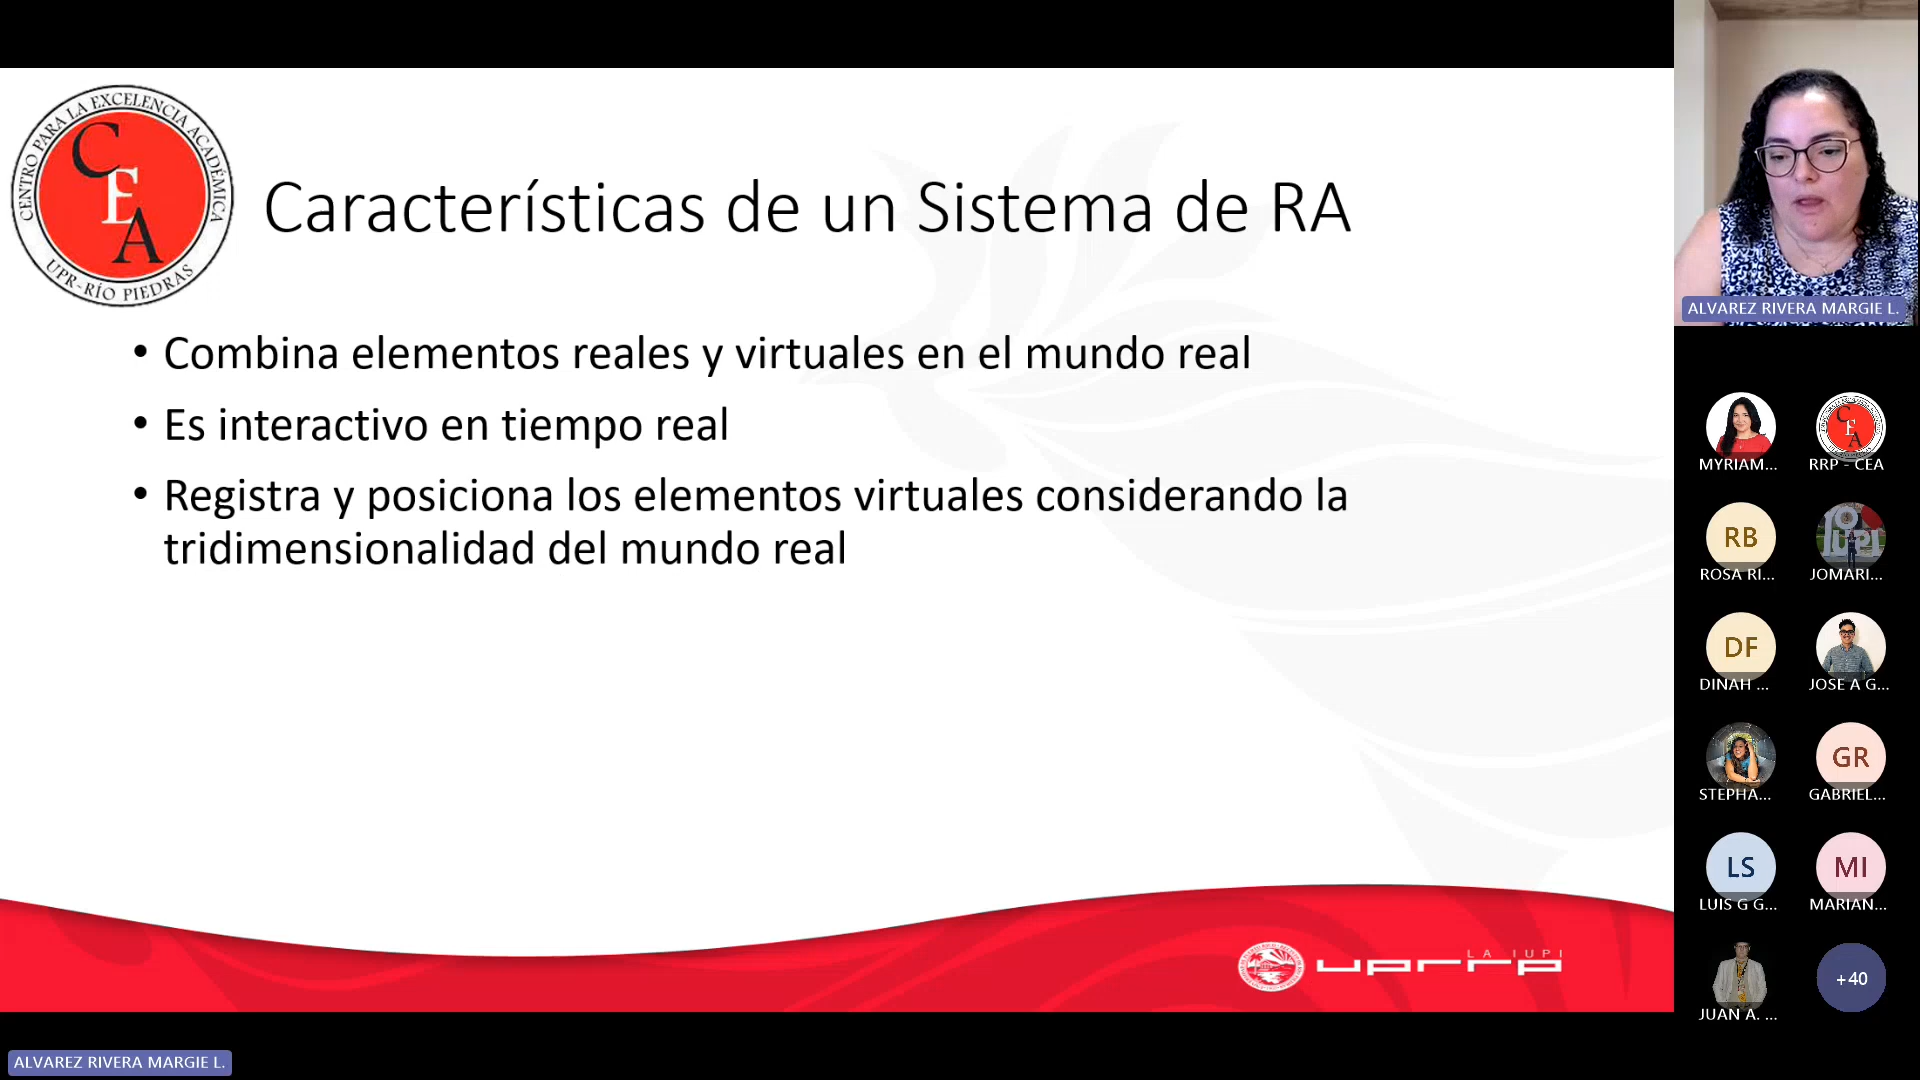 CENTRO PARA LA EXCELENCIA ACADÉMICA
CEA
UPR-RÍO PIEDRAS
Características de un Sistema de RA
• Combina elementos reales y virtuales en el mundo real
• Es interactivo en tiempo real
• Registra y posiciona los elementos virtuales considerando la
tridimensionalidad del mundo real
LA IUPI
uprrp
ALVAREZ RIVERA MARGIE L.
ALVAREZ RIVERA MARGIE L.
MYRIAM...
CEA
RRP - CEA
RB
ROSA RI...
IUPI
JOMARI...
DF
DINAH ...
JOSE A G...
STEPHA...
GR
GABRIEL...
LS
LUIS G G...
MI
MARIAN...
JUAN A. ...
+40